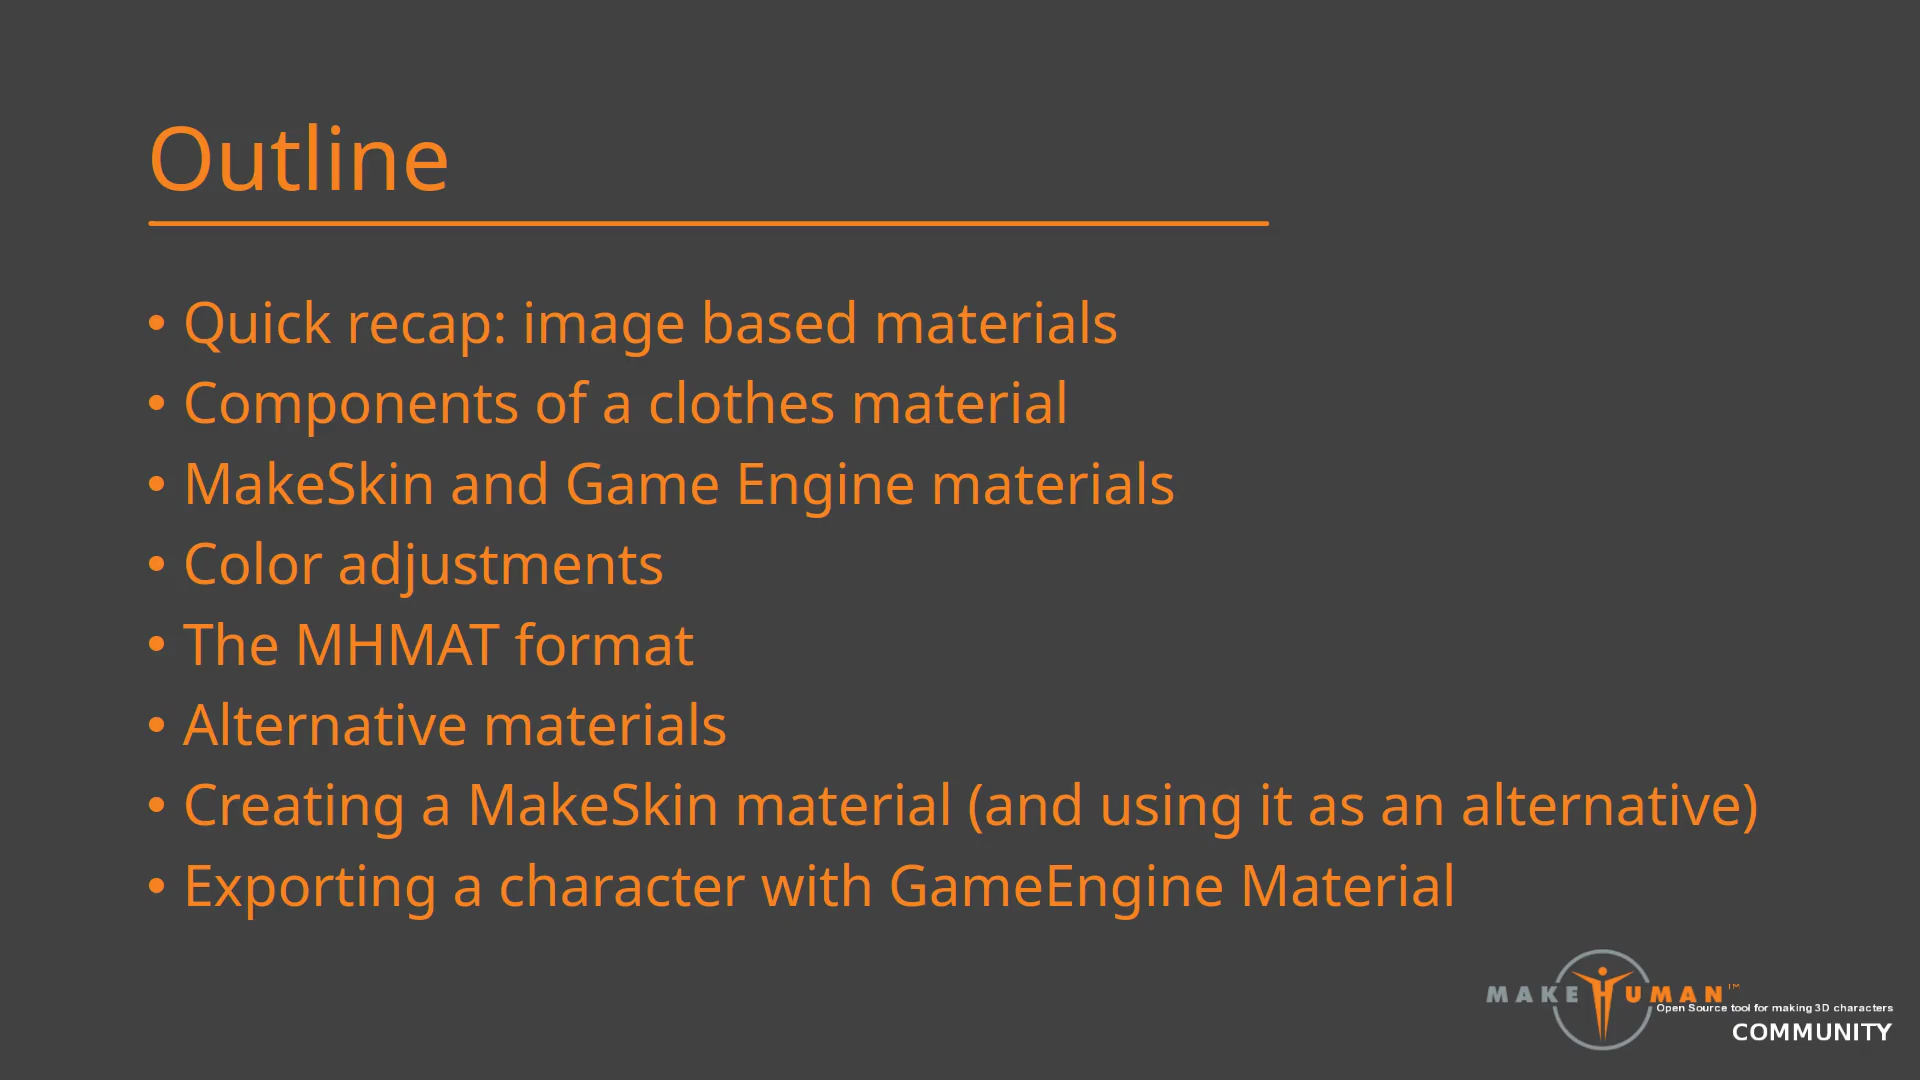 Outline
• Quick recap: image based materials
• Components of a clothes material
• MakeSkin and Game Engine materials
• Color adjustments
• The MHMAT format
• Alternative materials
• Creating a MakeSkin material (and using it as an alternative)
• Exporting a character with GameEngine Material
MAKEHUMAN™
Open Source tool for making 3D characters
COMMUNITY